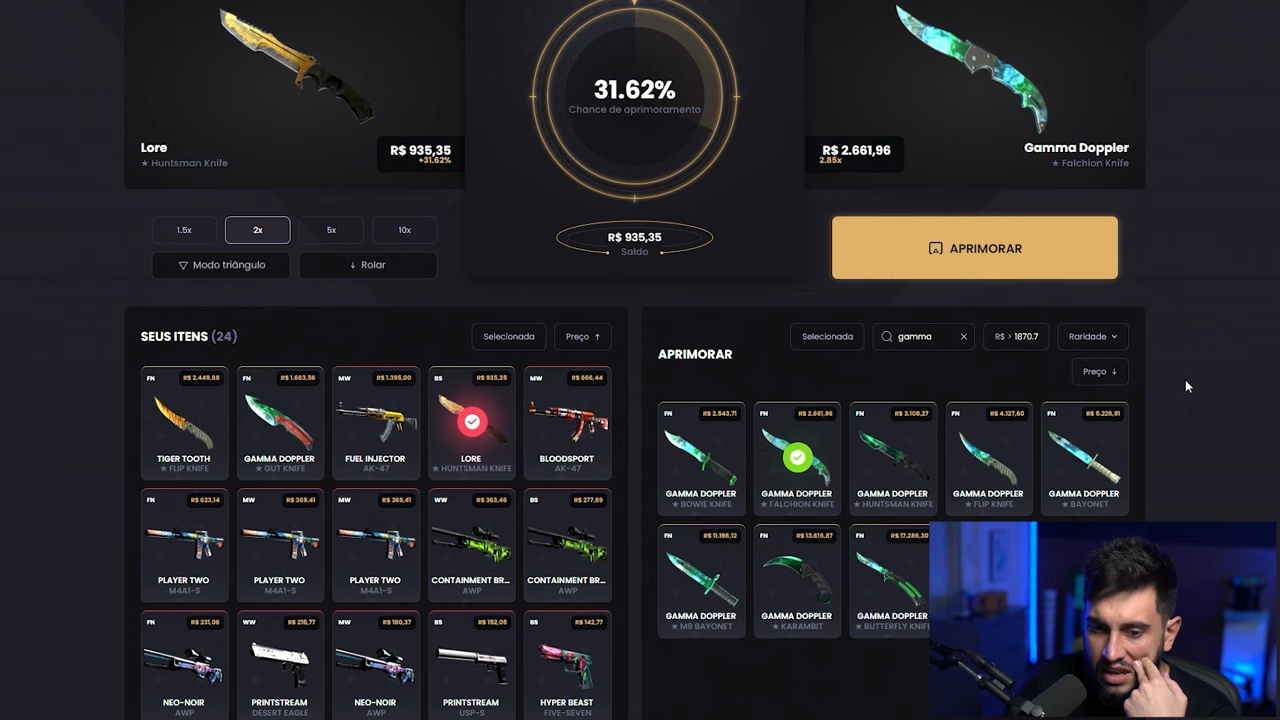 31.62%
Chance de aprimoramento
Lore
★ Huntsman Knife
R$ 935,35
+31.62%
R$ 2.661,96
2.85x
Gamma Doppler
★ Falchion Knife
1.5x
2x
5x
10x
Modo triângulo
↓ Rolar
R$ 935,35
Saldo
APRIMORAR
SEUS ITENS (24)
Selecionada
Preço ↑
APRIMORAR
Selecionada
gamma
R$ > 1870.7
Raridade
Preço ↓
FN R$ 2.449,88
TIGER TOOTH
★ FLIP KNIFE
FN R$ 1.663,56
GAMMA DOPPLER
★ GUT KNIFE
MW R$ 1.395,00
FUEL INJECTOR
AK-47
BS R$ 935,35
LORE
★ HUNTSMAN KNIFE
MW R$ 666,44
BLOODSPORT
AK-47
FN R$ 623,14
PLAYER TWO
M4A1-S
MW R$ 369,41
PLAYER TWO
M4A1-S
MW R$ 369,41
PLAYER TWO
M4A1-S
WW R$ 363,46
CONTAINMENT BR...
AWP
BS R$ 277,89
CONTAINMENT BR...
AWP
FN R$ 231,06
NEO-NOIR
AWP
WW R$ 215,77
PRINTSTREAM
DESERT EAGLE
MW R$ 180,37
NEO-NOIR
AWP
BS R$ 152,05
PRINTSTREAM
USP-S
BS R$ 142,77
HYPER BEAST
FIVE-SEVEN
FN R$ 2.543,71
GAMMA DOPPLER
★ BOWIE KNIFE
FN R$ 2.661,96
GAMMA DOPPLER
★ FALCHION KNIFE
FN R$ 3.108,27
GAMMA DOPPLER
★ HUNTSMAN KNIFE
FN R$ 4.127,60
GAMMA DOPPLER
★ FLIP KNIFE
FN R$ 5.226,91
GAMMA DOPPLER
★ BAYONET
FN R$ 11.198,12
GAMMA DOPPLER
★ M9 BAYONET
FN R$ 13.616,87
GAMMA DOPPLER
★ KARAMBIT
FN R$ 17.286,30
GAMMA DOPPLER
★ BUTTERFLY KNIFE